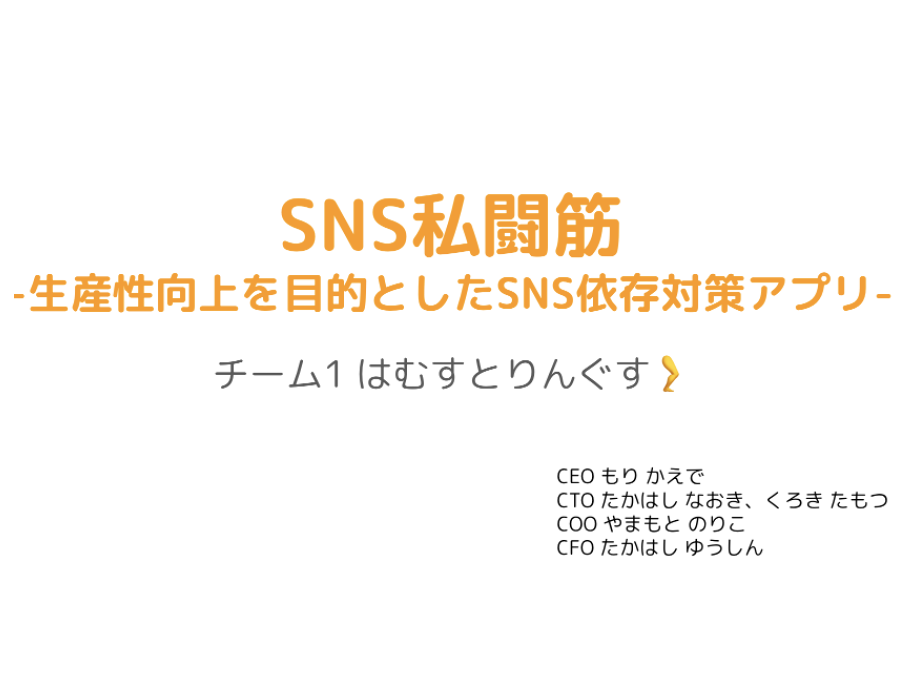 SNS私闘筋
-生産性向上を目的としたSNS依存対策アプリ-
チーム1 はむすとりんぐす🦵
CEO もり かえで
CTO たかはし なおき、くろき たもつ
COO やまもと のりこ
CFO たかはし ゆうしん